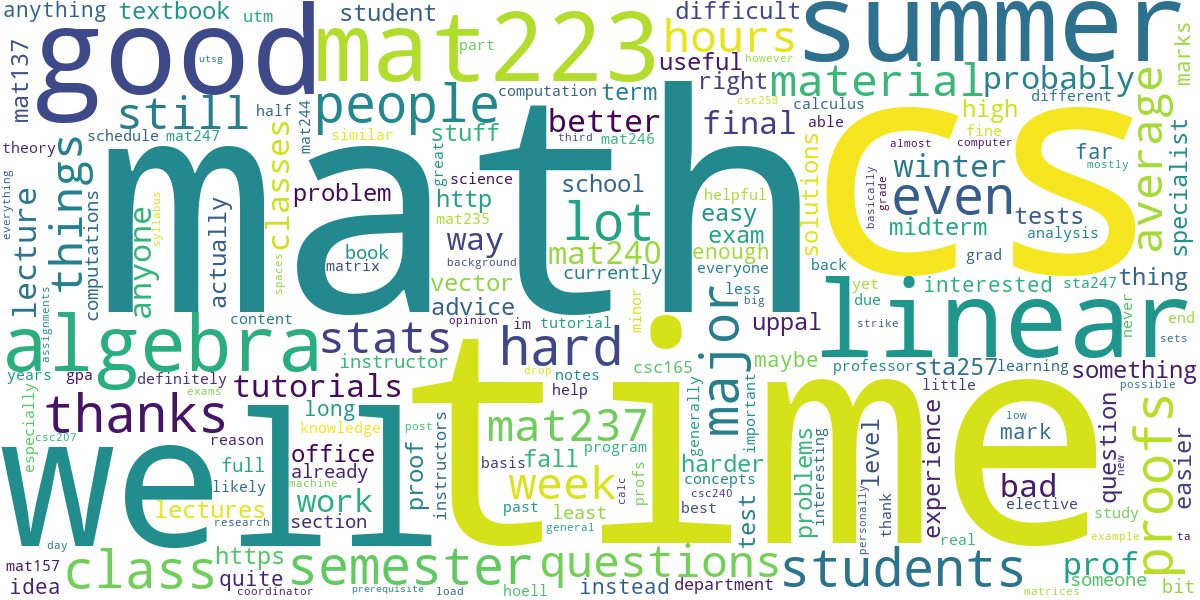 anything
textbook
utm
student
difficult
summer
good
mat223
part
hours
marks
mat137
utsg
however
useful
material
probably
right
still
half
mat244
people
computation
term
csc258
calculus
high
different
average
schedule
mat247
similar
stuff
great
better
third
mat246
final
able
fine
almost
computer
theory
things
classes
math
cs
science
problem
http
school
helpful
solutions
winter
far
mostly
specialist
everything
lecture
computations
anyone
syllabus
actually
spaces
book
matrix
mat235
way
background
lot
mat240
currently
easy
exam
enough
everyone
basically
grade
even
midterm
tests
analysis
grad
vector
advice
less
big
back
yet
due
interested
sta247
thing
never
end
sets
assignments
content
opinion
im
tutorial
minor
major
uppal
strike
linear
algebra
stats
instructor
hard
csc165
maybe
professor
sta257
learning
something
possible
years
gpa
definitely
exams
tutorials
drop
notes
help
generally
important
little
especially
csc207
thanks
long
knowledge
post
mat237
program
low
mark
question
new
proofs
easier
well
time
reason
full
likely
office
already
machine
proof
instructors
basis
fall
calc
profs
harder
concepts
csc240
best
test
problems
interesting
level
experience
bad
elective
study
ta
lectures
research
work
section
week
past
least
general
personally
thank
real
example
day
mat157
idea
class
https
quite
coordinator
semester
prerequisite
load
questions
hoell
instead
department
students
matrices
prof
someone
bit